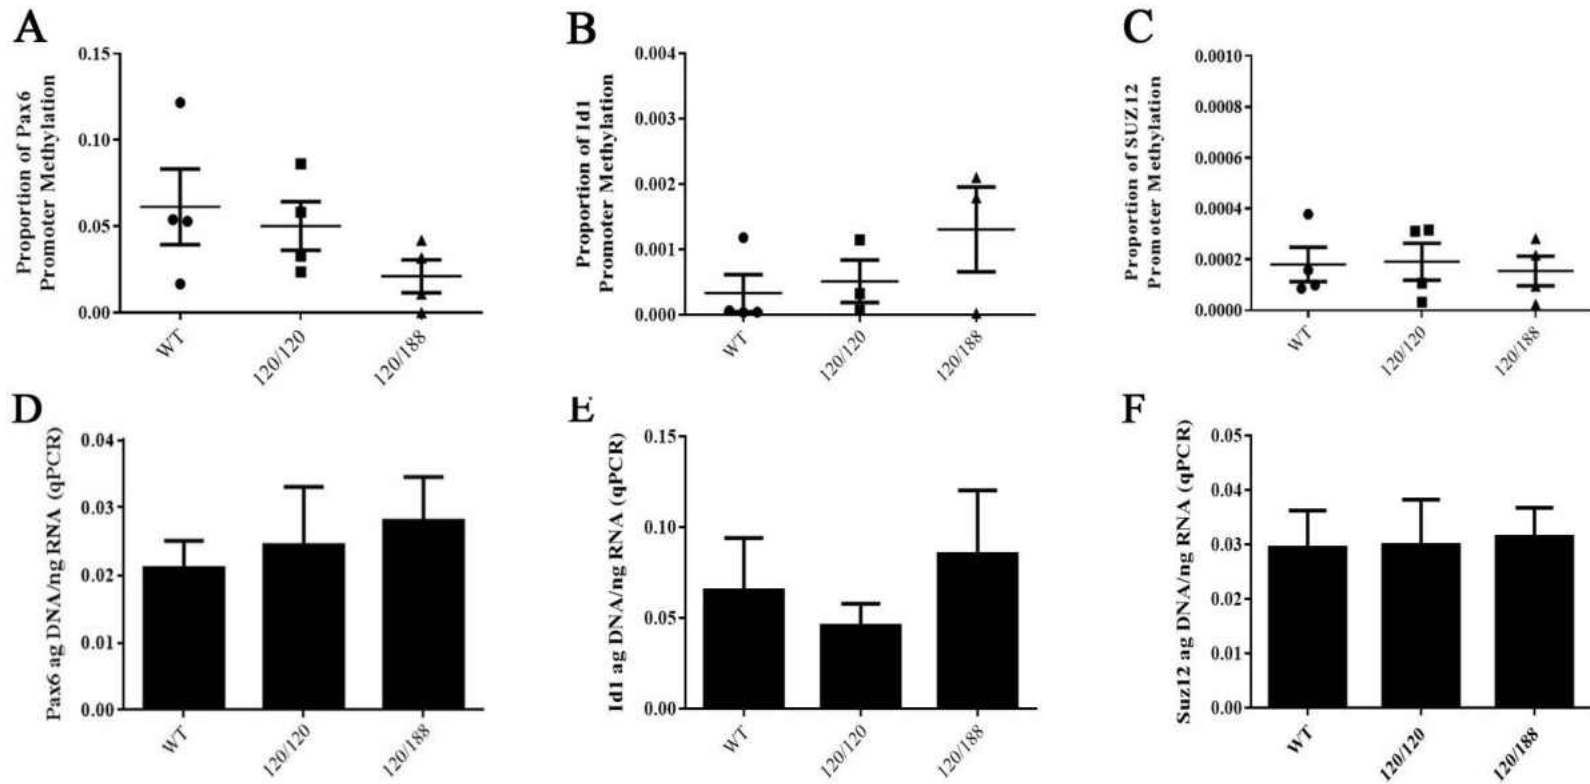 A
Proportion of Pax6
Promoter Methylation
0.15
0.10
0.05
0.00
WT
120/120
120/188
B
Proportion of Id1
Promoter Methylation
0.004
0.003
0.002
0.001
0.000
WT
120/120
120/188
C
Proportion of SUZ12
Promoter Methylation
0.0010
0.0008
0.0006
0.0004
0.0002
0.0000
WT
120/120
120/188
D
Pax6 ag DNA/ng RNA (qPCR)
0.04
0.03
0.02
0.01
0.00
WT
120/120
120/188
E
Id1 ag DNA/ng RNA (qPCR)
0.15
0.10
0.05
0.00
WT
120/120
120/188
F
Suz12 ag DNA/ng RNA (qPCR)
0.05
0.04
0.03
0.02
0.01
0.00
WT
120/120
120/188